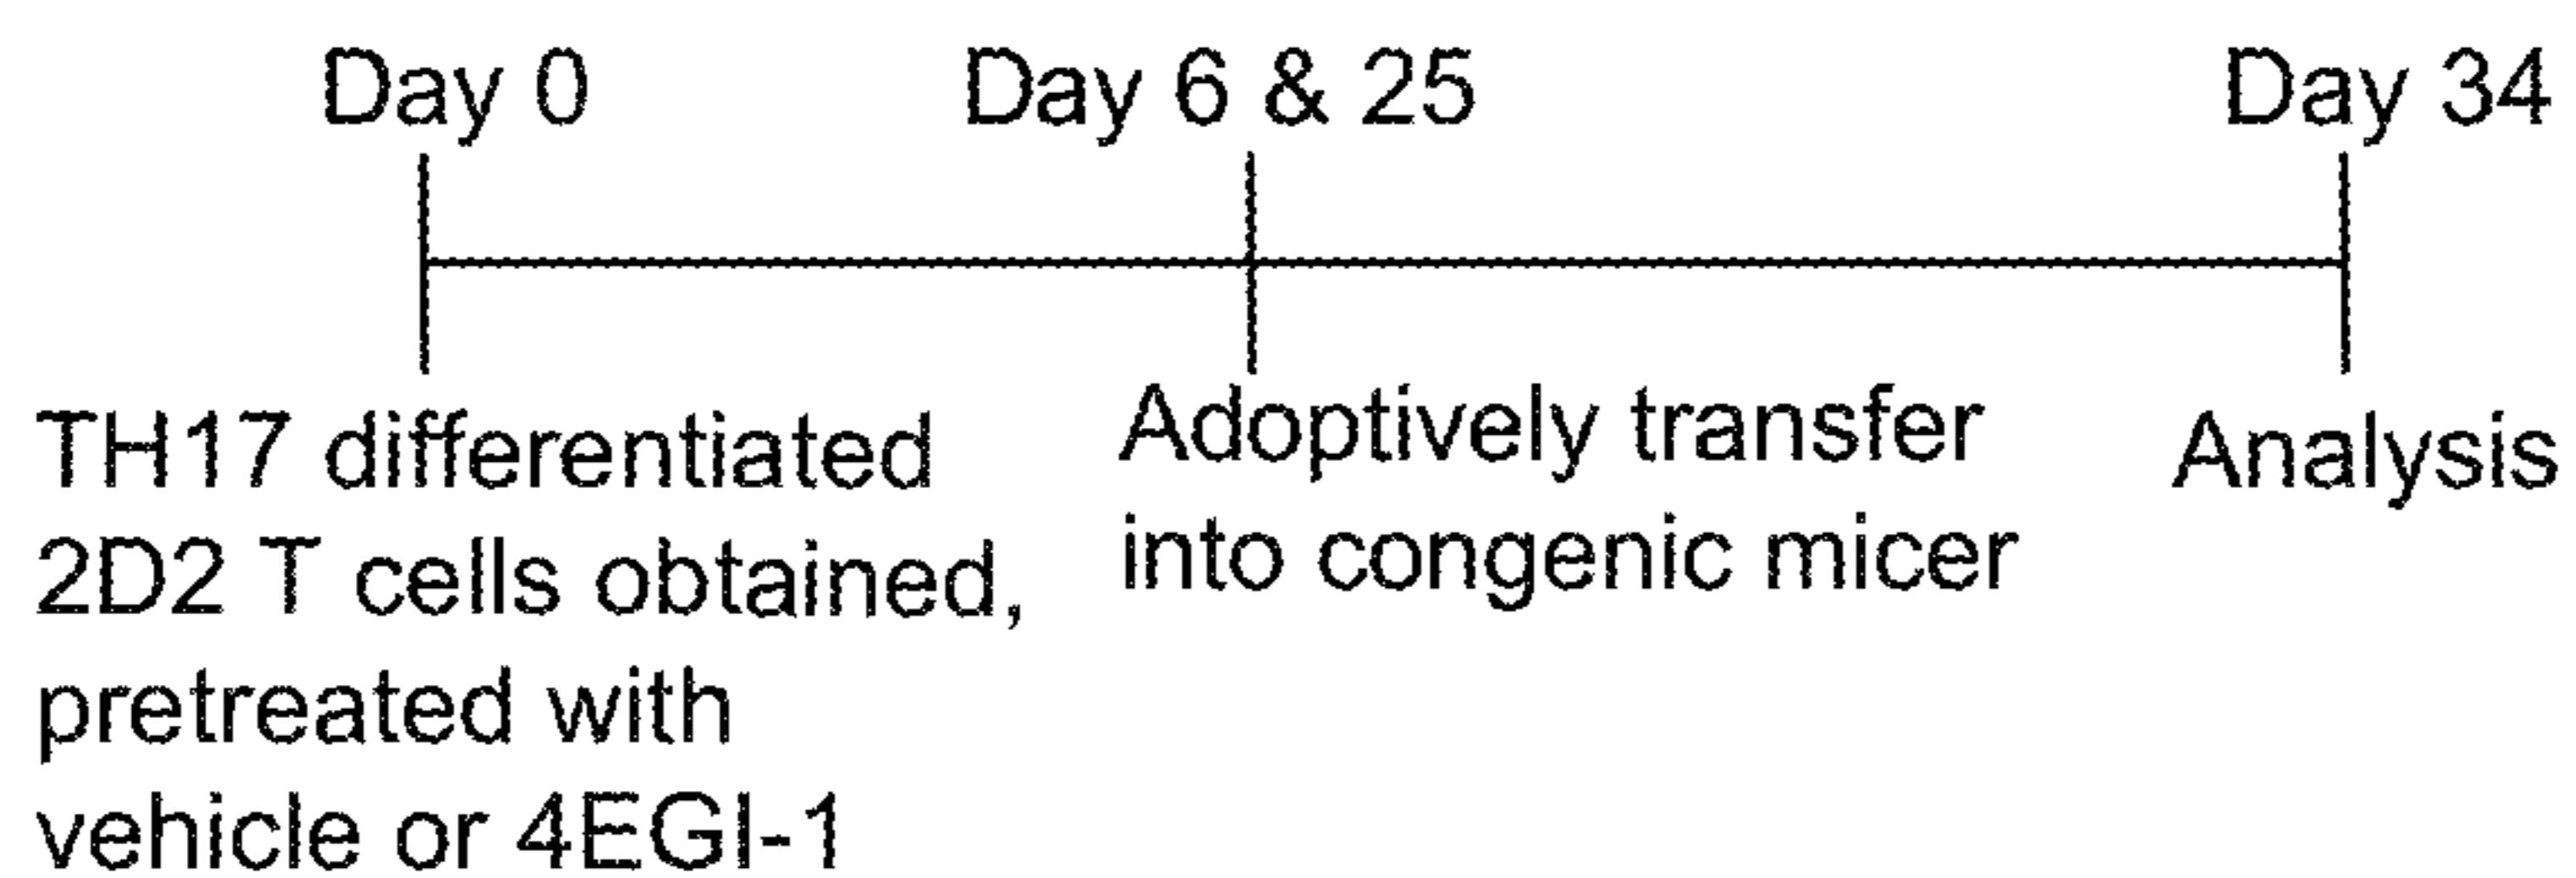 Day 0
Day 6 & 25
Day 34
TH17 differentiated
2D2 T cells obtained,
pretreated with
vehicle or 4EGI-1
Adoptively transfer
into congenic micer
Analysis